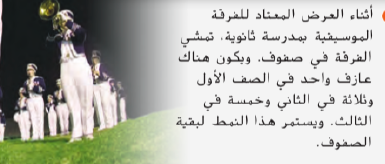 أثناء العرض المعتاد للفرقة
الموسيقية بمدرسة ثانوية، تمشي
الفرقة في صفوف، ويكون هناك
عازف واحد في الصف الأول
وثلاثة في الثاني وخمسة في
الثالث، ويستمر هذا النمط لبقية
الصفوف.